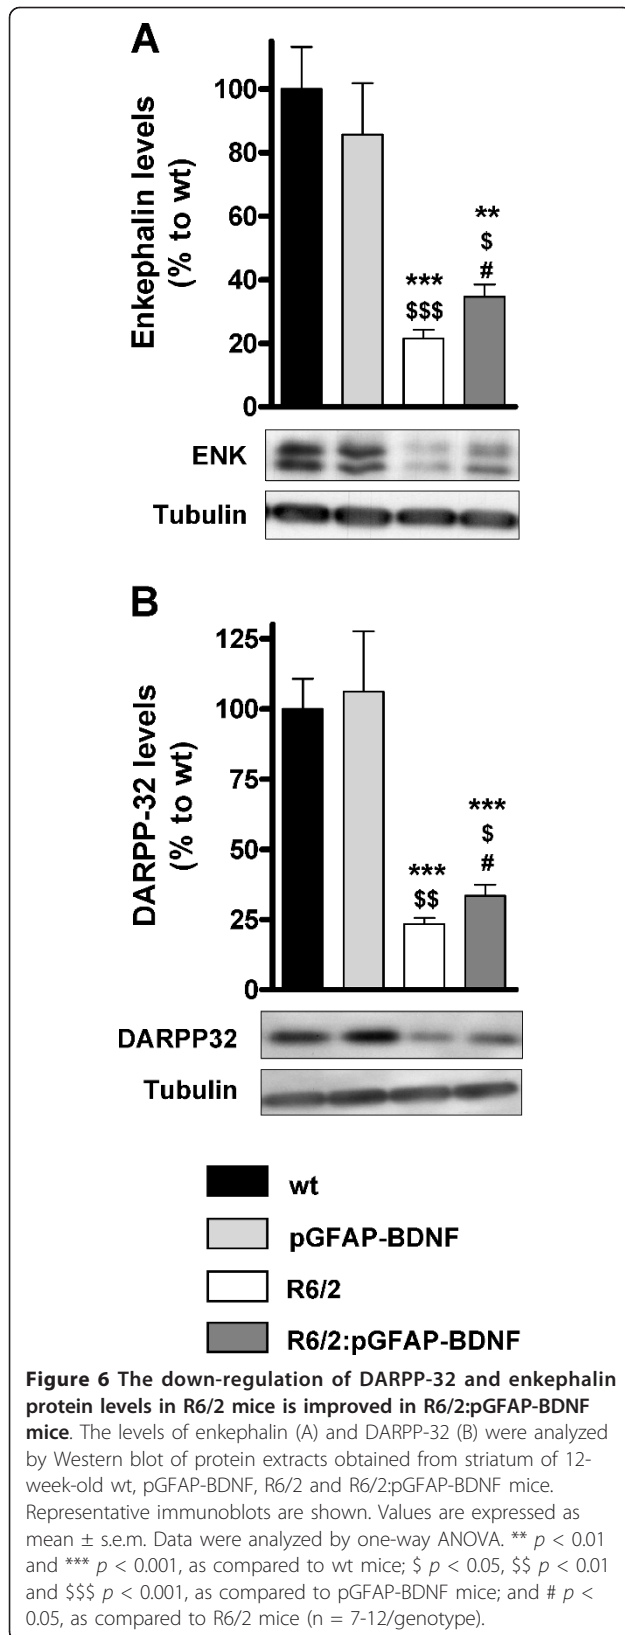 A
Enkephalin levels
(% to wt)
100
80
60
40
20
0
***
$$$
**
$
#
ENK
Tubulin
B
DARPP-32 levels
(% to wt)
125
100
75
50
25
0
***
$$
***
$
#
DARPP32
Tubulin
wt
pGFAP-BDNF
R6/2
R6/2:pGFAP-BDNF
Figure 6 The down-regulation of DARPP-32 and enkephalin
protein levels in R6/2 mice is improved in R6/2:pGFAP-BDNF
mice. The levels of enkephalin (A) and DARPP-32 (B) were analyzed
by Western blot of protein extracts obtained from striatum of 12-
week-old wt, pGFAP-BDNF, R6/2 and R6/2:pGFAP-BDNF mice.
Representative immunoblots are shown. Values are expressed as
mean ± s.e.m. Data were analyzed by one-way ANOVA. ** p < 0.01
and *** p < 0.001, as compared to wt mice; $ p < 0.05, $$ p < 0.01
and $$$ p < 0.001, as compared to pGFAP-BDNF mice; and # p <
0.05, as compared to R6/2 mice (n = 7-12/genotype).